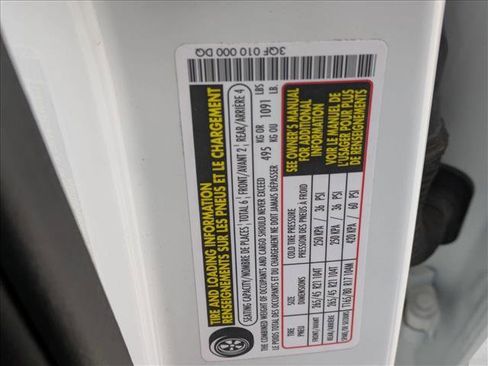 3QF 010 000 DQ
TIRE AND LOADING INFORMATION
RENSEIGNEMENTS SUR LES PNEUS ET LE CHARGEMENT
SEATING CAPACITY/NOMBRE DE PLACES | TOTAL 6 | FRONT/AVANT 2 | REAR/ARRIÈRE 4
THE COMBINED WEIGHT OF OCCUPANTS AND CARGO SHOULD NEVER EXCEED 495 KG OR 1091 LBS
LE POIDS TOTAL DES OCCUPANTS ET DU CHARGEMENT NE DOIT JAMAIS DÉPASSER 495 KG OU 1091 LB.
TIRE SIZE COLD TIRE PRESSURE
PNEU DIMENSIONS PRESSION DES PNEUS À FROID
FRONT/AVANT 265/45 R21 104T 250 KPA / 36 PSI
REAR/ARRIÈRE 265/45 R21 104T 250 KPA / 36 PSI
SPARE/DE SECOURS T165/80 R17 104M 420 KPA / 60 PSI
SEE OWNER'S MANUAL
FOR ADDITIONAL
INFORMATION
VOIR LE MANUEL DE
L'USAGER POUR PLUS
DE RENSEIGNEMENTS